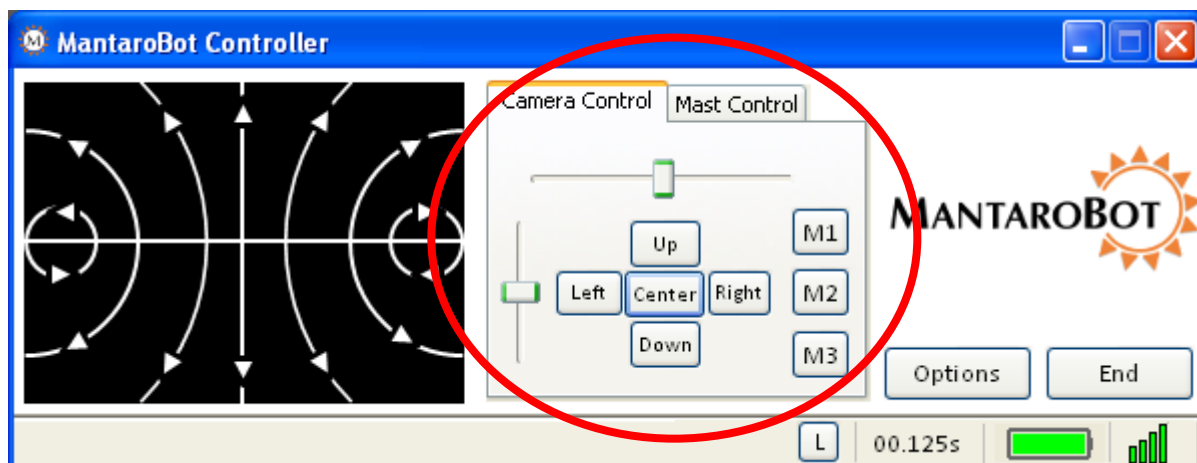 MantaroBot Controller
Camera Control Mast Control
MANTAROBOT
Up
M1
Left Center Right M2
Down
M3
Options End
L 00.125s